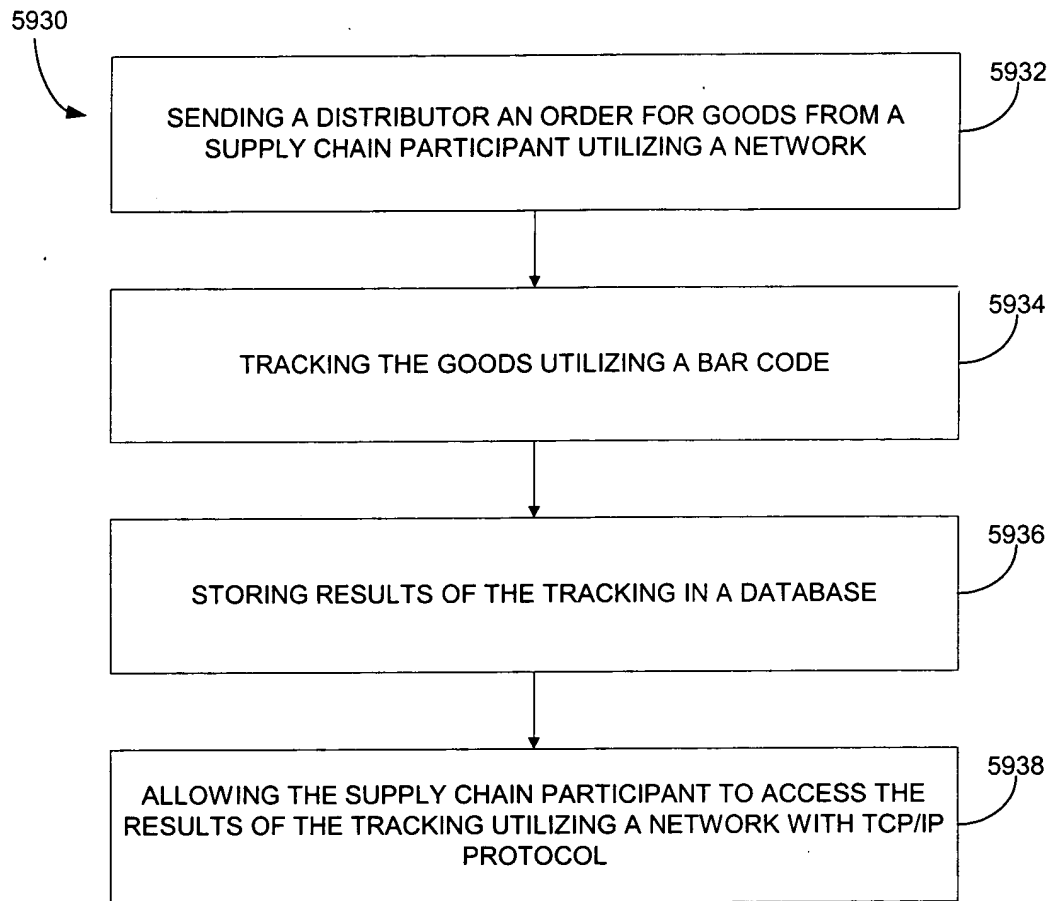 5930
5932
SENDING A DISTRIBUTOR AN ORDER FOR GOODS FROM A
SUPPLY CHAIN PARTICIPANT UTILIZING A NETWORK
5934
TRACKING THE GOODS UTILIZING A BAR CODE
5936
STORING RESULTS OF THE TRACKING IN A DATABASE
5938
ALLOWING THE SUPPLY CHAIN PARTICIPANT TO ACCESS THE
RESULTS OF THE TRACKING UTILIZING A NETWORK WITH TCP/IP
PROTOCOL